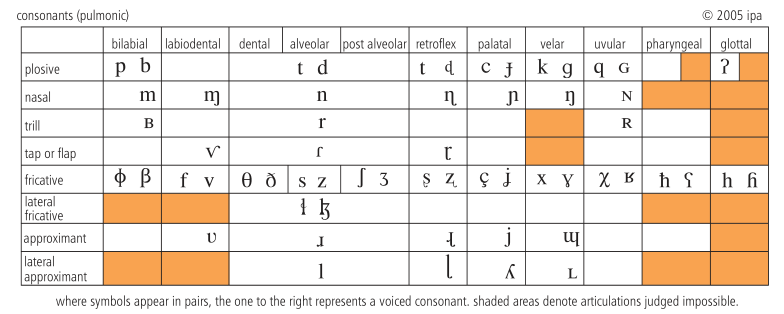 consonants (pulmonic) © 2005 ipa
bilabial labiodental dental alveolar post alveolar retroflex palatal velar uvular pharyngeal glottal
plosive p b t d t ɖ c ɟ k ɡ q ɢ ʔ
nasal m ɱ n ɳ ɲ ŋ ɴ
trill ʙ r ʀ
tap or flap ⱱ ɾ ɽ
fricative ɸ β f v θ ð s z ʃ ʒ ʂ ʐ ç ʝ x ɣ χ ʁ ħ ʕ h ɦ
lateral
fricative ɬ ɮ
approximant ʋ ɹ ɻ j ɰ
lateral
approximant l ɭ ʎ ʟ
where symbols appear in pairs, the one to the right represents a voiced consonant. shaded areas denote articulations judged impossible.